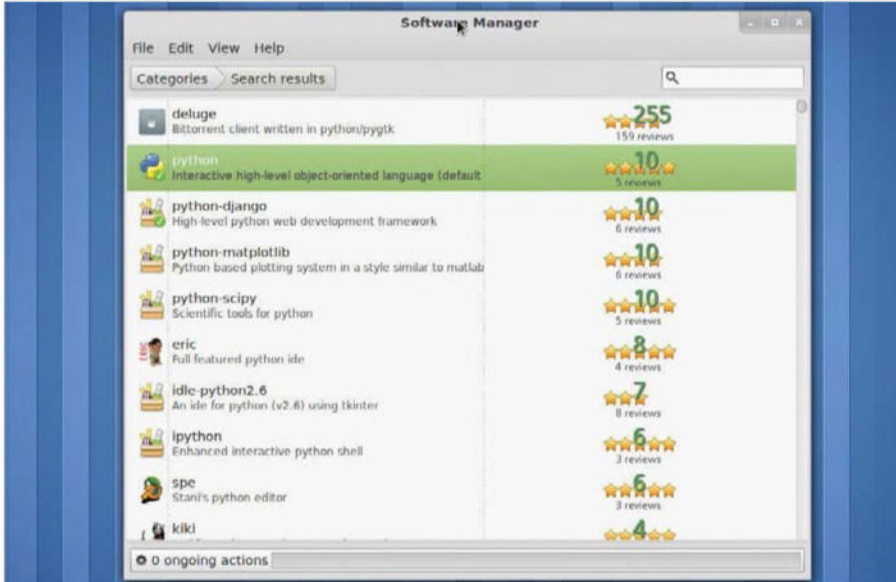 Software Manager
File Edit View Help
Categories Search results
deluge
Bittorrent client written in python/pygtk
255
159 reviews
python
Interactive high-level object-oriented language (default
10
5 reviews
python-django
High-level python web development framework
10
6 reviews
python-matplotlib
Python based plotting system in a style similar to matlab
10
6 reviews
python-scipy
Scientific tools for python
10
5 reviews
eric
Full featured python ide
8
4 reviews
idle-python2.6
An ide for python (v2.6) using tkinter
7
8 reviews
ipython
Enhanced interactive python shell
6
3 reviews
spe
Stani's python editor
6
3 reviews
kiki
4
0 ongoing actions